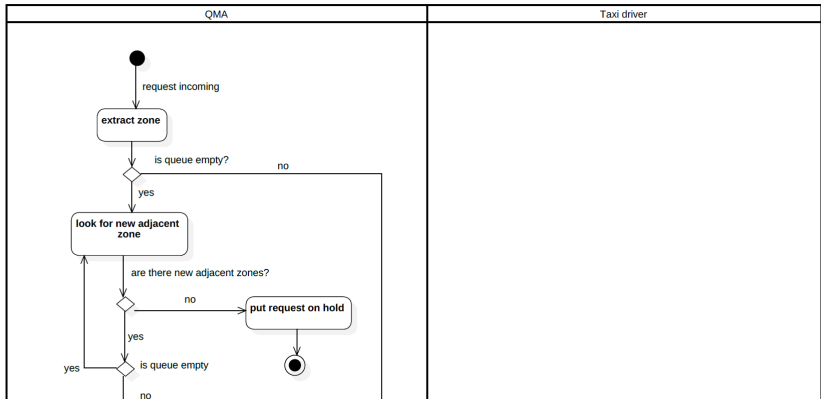 QMA
Taxi driver
request incoming
extract zone
is queue empty?
no
yes
look for new adjacent
zone
are there new adjacent zones?
no
put request on hold
yes
yes
is queue empty
no